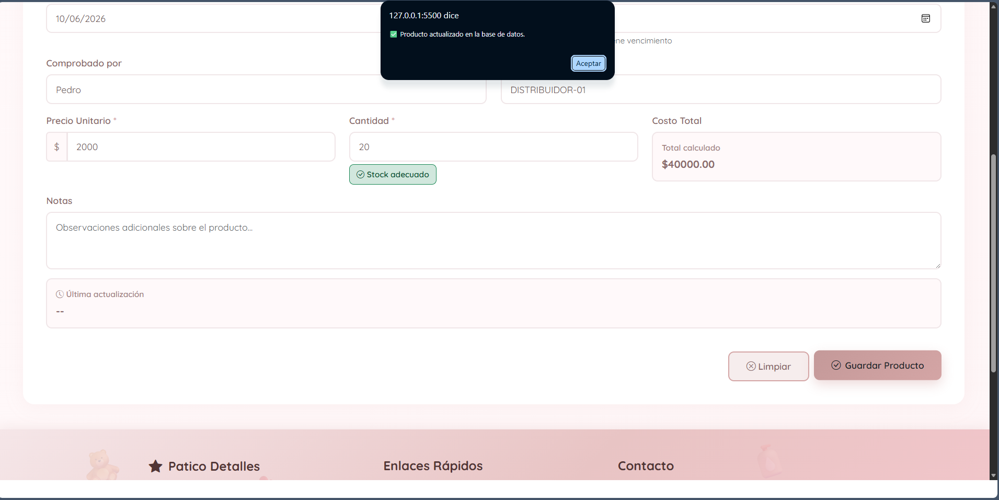 127.0.0.1:5500 dice
✅ Producto actualizado en la base de datos.
Aceptar
10/06/2026
vencimiento
Comprobado por
Pedro
DISTRIBUIDOR-01
Precio Unitario *
Cantidad *
Costo Total
$ 2000
20
Total calculado
$40000.00
Stock adecuado
Notas
Observaciones adicionales sobre el producto...
Última actualización
--
Limpiar
Guardar Producto
Patico Detalles
Enlaces Rápidos
Contacto